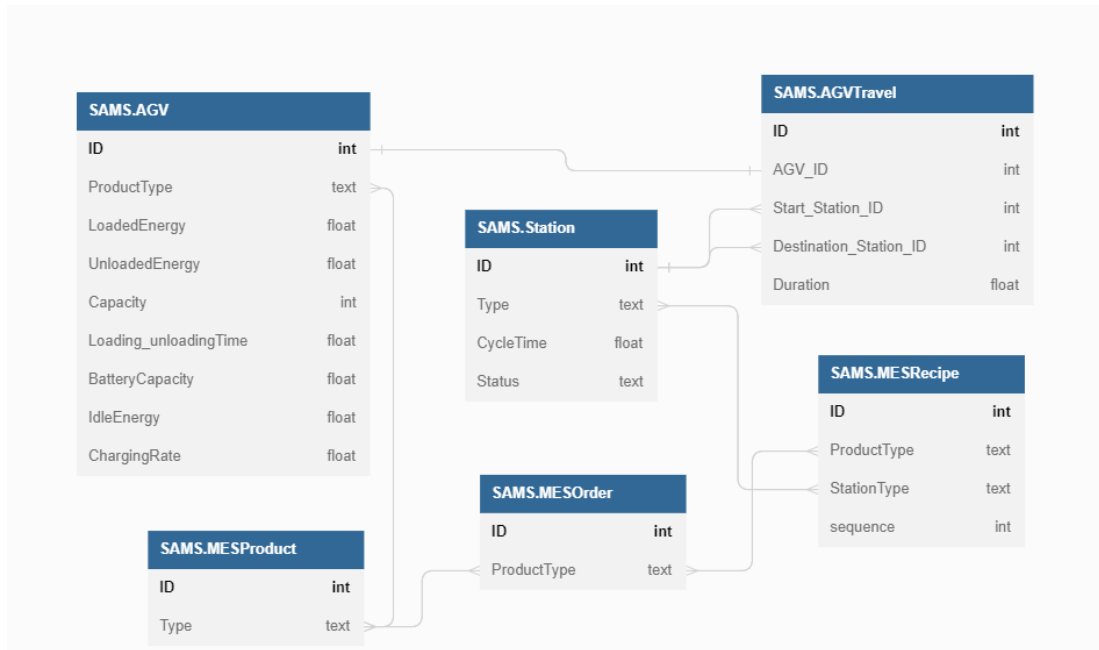 SAMS.AGV
ID int
ProductType text
LoadedEnergy float
UnloadedEnergy float
Capacity int
Loading_unloadingTime float
BatteryCapacity float
IdleEnergy float
ChargingRate float
SAMS.AGVTravel
ID int
AGV_ID int
Start_Station_ID int
Destination_Station_ID int
Duration float
SAMS.Station
ID int
Type text
CycleTime float
Status text
SAMS.MESRecipe
ID int
ProductType text
StationType text
sequence int
SAMS.MESOrder
ID int
ProductType text
SAMS.MESProduct
ID int
Type text